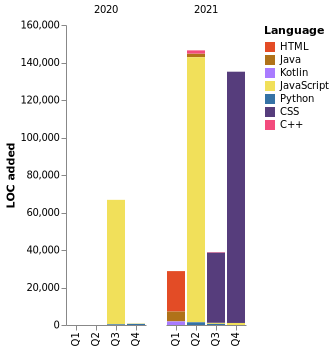 2020 2021
Language
HTML
Java
Kotlin
JavaScript
Python
CSS
C++
LOC added
160,000
140,000
120,000
100,000
80,000
60,000
40,000
20,000
0
Q1 Q2 Q3 Q4 Q1 Q2 Q3 Q4